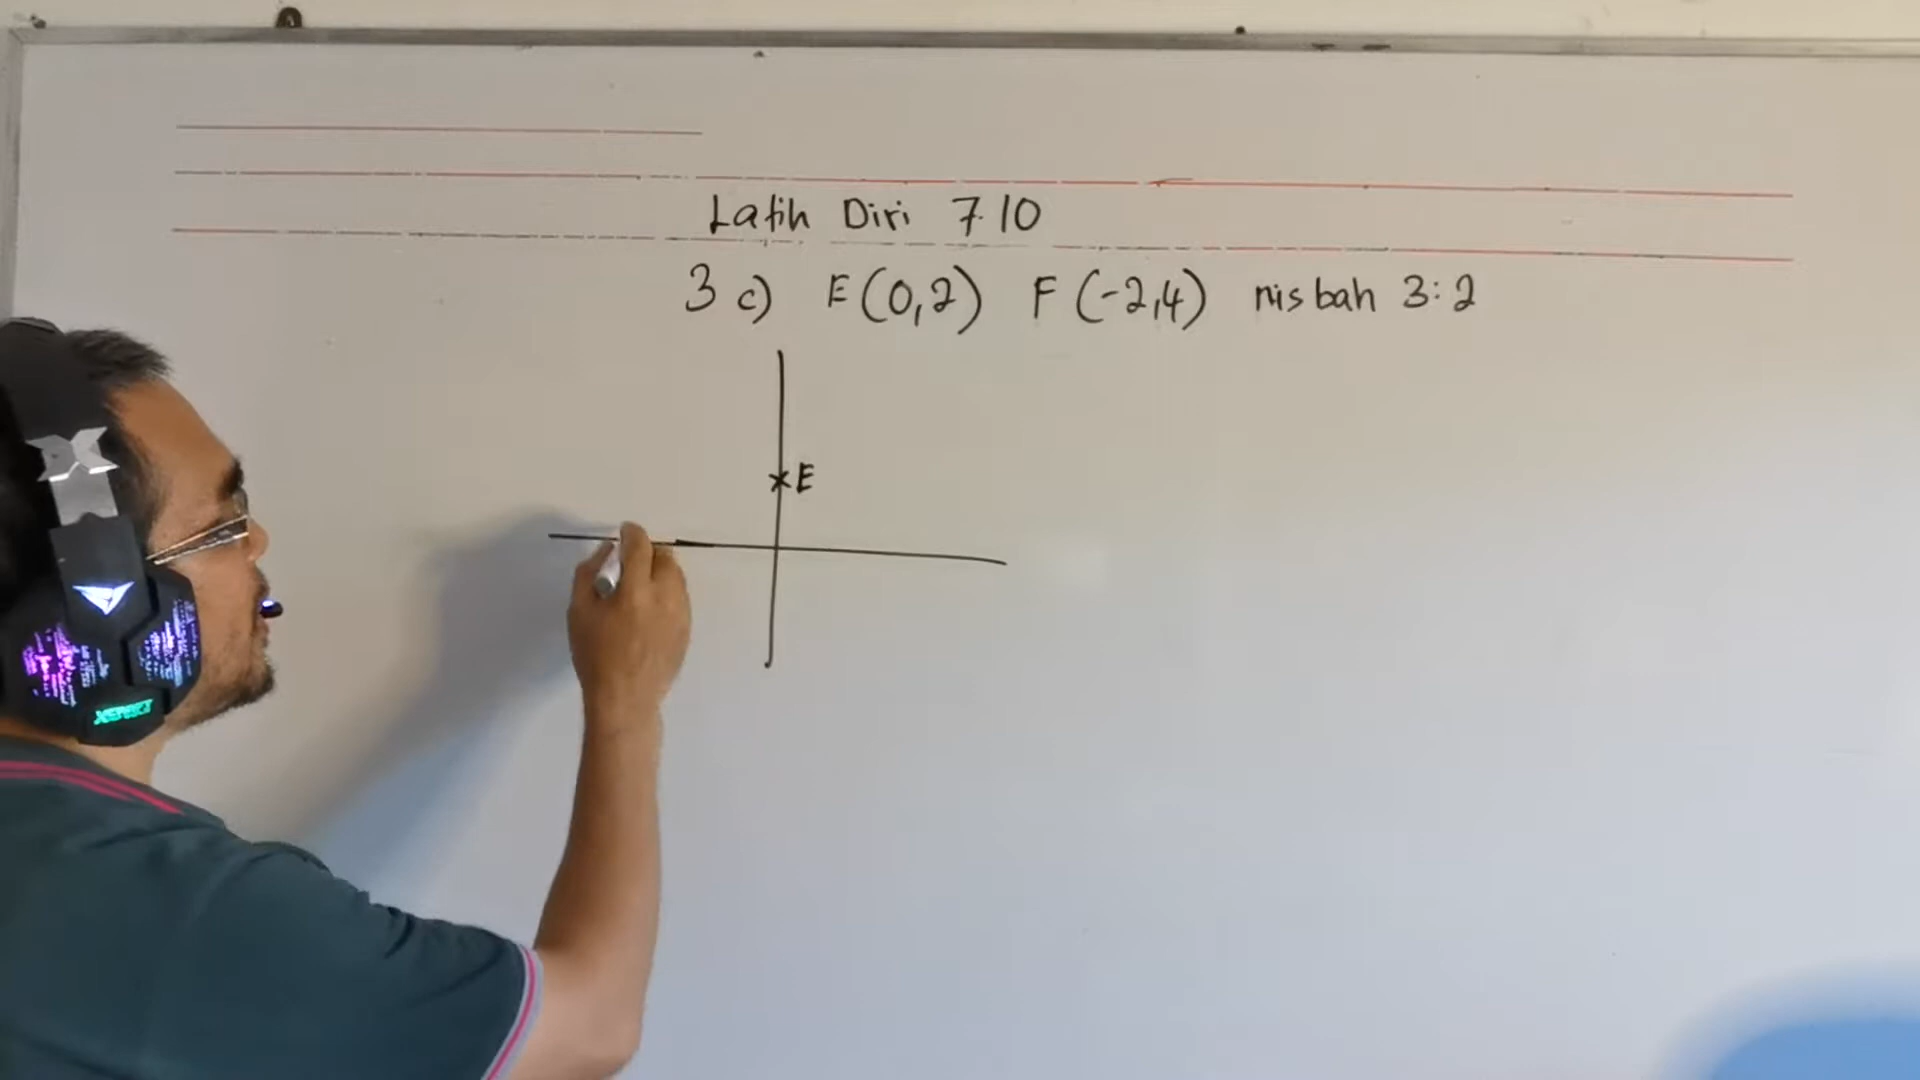 Latih Diri 7.10
3 c) E(0,2) F(-2,4) nisbah 3:2
E